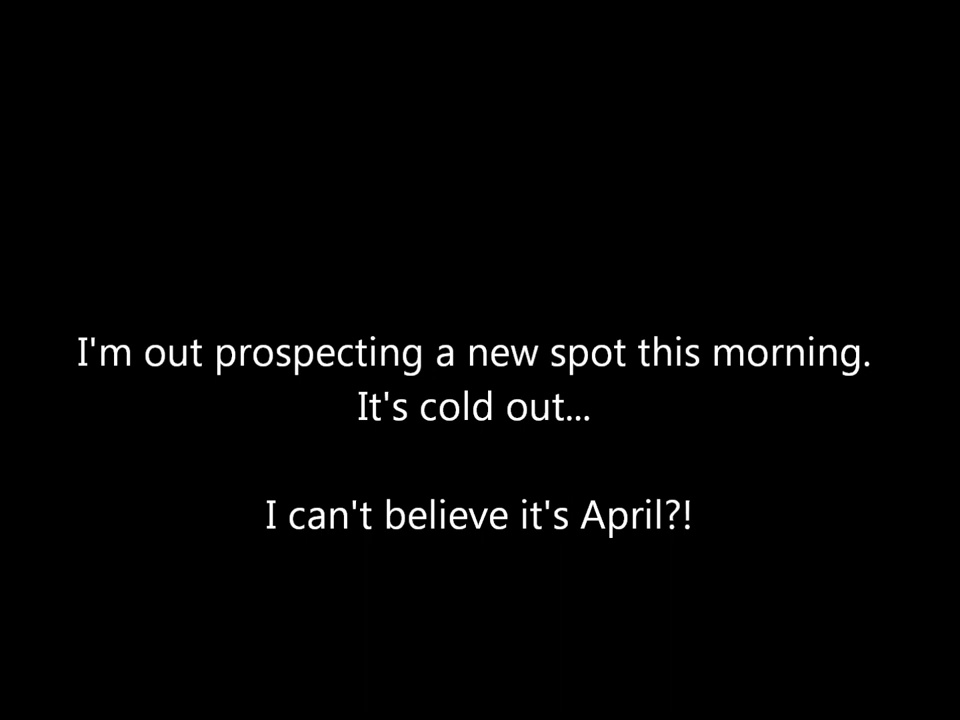 I'm out prospecting a new spot this morning.
It's cold out...
I can't believe it's April?!